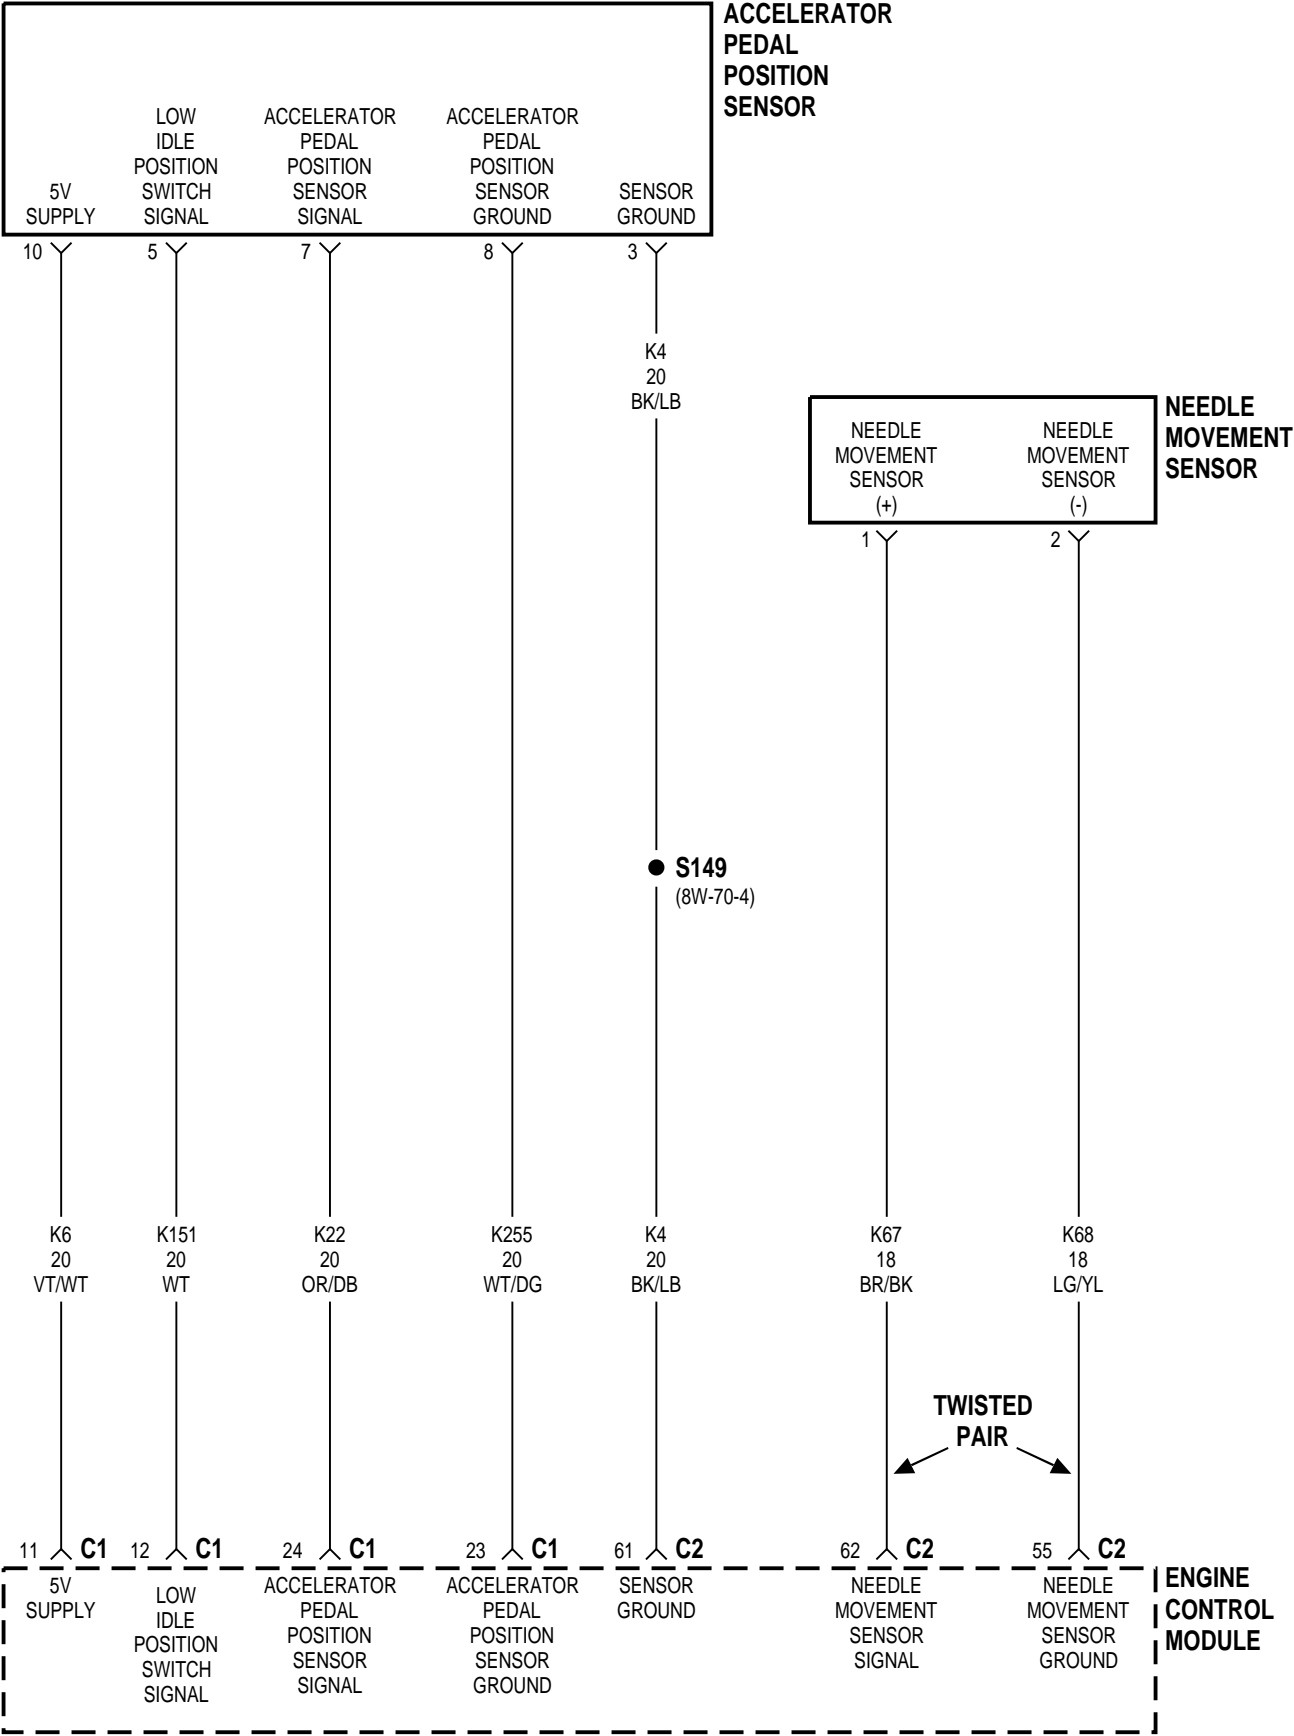 ACCELERATOR
PEDAL
POSITION
SENSOR
5V
SUPPLY
LOW
IDLE
POSITION
SWITCH
SIGNAL
ACCELERATOR
PEDAL
POSITION
SENSOR
SIGNAL
ACCELERATOR
PEDAL
POSITION
SENSOR
GROUND
SENSOR
GROUND
10
5
7
8
3
K4
20
BK/LB
NEEDLE
MOVEMENT
SENSOR
NEEDLE
MOVEMENT
SENSOR
(+)
NEEDLE
MOVEMENT
SENSOR
(-)
1
2
S149
(8W-70-4)
K6
20
VT/WT
K151
20
WT
K22
20
OR/DB
K255
20
WT/DG
K4
20
BK/LB
K67
18
BR/BK
K68
18
LG/YL
TWISTED
PAIR
11 C1
12 C1
24 C1
23 C1
61 C2
62 C2
55 C2
5V
SUPPLY
LOW
IDLE
POSITION
SWITCH
SIGNAL
ACCELERATOR
PEDAL
POSITION
SENSOR
SIGNAL
ACCELERATOR
PEDAL
POSITION
SENSOR
GROUND
SENSOR
GROUND
NEEDLE
MOVEMENT
SENSOR
SIGNAL
NEEDLE
MOVEMENT
SENSOR
GROUND
ENGINE
CONTROL
MODULE